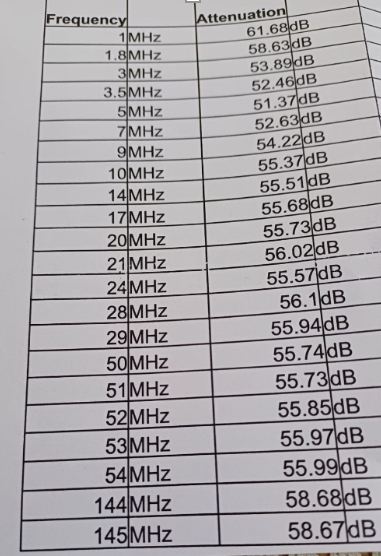 Frequency Attenuation
1 MHz 61.68 dB
1.8 MHz 58.63 dB
3 MHz 53.89 dB
3.5 MHz 52.46 dB
5 MHz 51.37 dB
7 MHz 52.63 dB
9 MHz 54.22 dB
10 MHz 55.37 dB
14 MHz 55.51 dB
17 MHz 55.68 dB
20 MHz 55.73 dB
21 MHz 56.02 dB
24 MHz 55.57 dB
28 MHz 56.1 dB
29 MHz 55.94 dB
50 MHz 55.74 dB
51 MHz 55.73 dB
52 MHz 55.85 dB
53 MHz 55.97 dB
54 MHz 55.99 dB
144 MHz 58.68 dB
145 MHz 58.67 dB